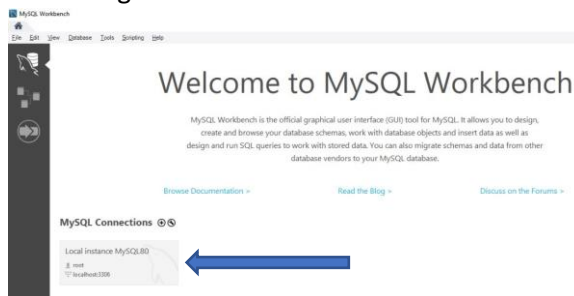 MySQL Workbench
File Edit View Database Tools Scripting Help
Welcome to MySQL Workbench
MySQL Workbench is the official graphical user interface (GUI) tool for MySQL. It allows you to design,
create and browse your database schemas, work with database objects and insert data as well as
design and run SQL queries to work with stored data. You can also migrate schemas and data from other
database vendors to your MySQL database.
Browse Documentation > Read the Blog > Discuss on the Forums >
MySQL Connections
Local instance MySQL80
root
localhost:3306